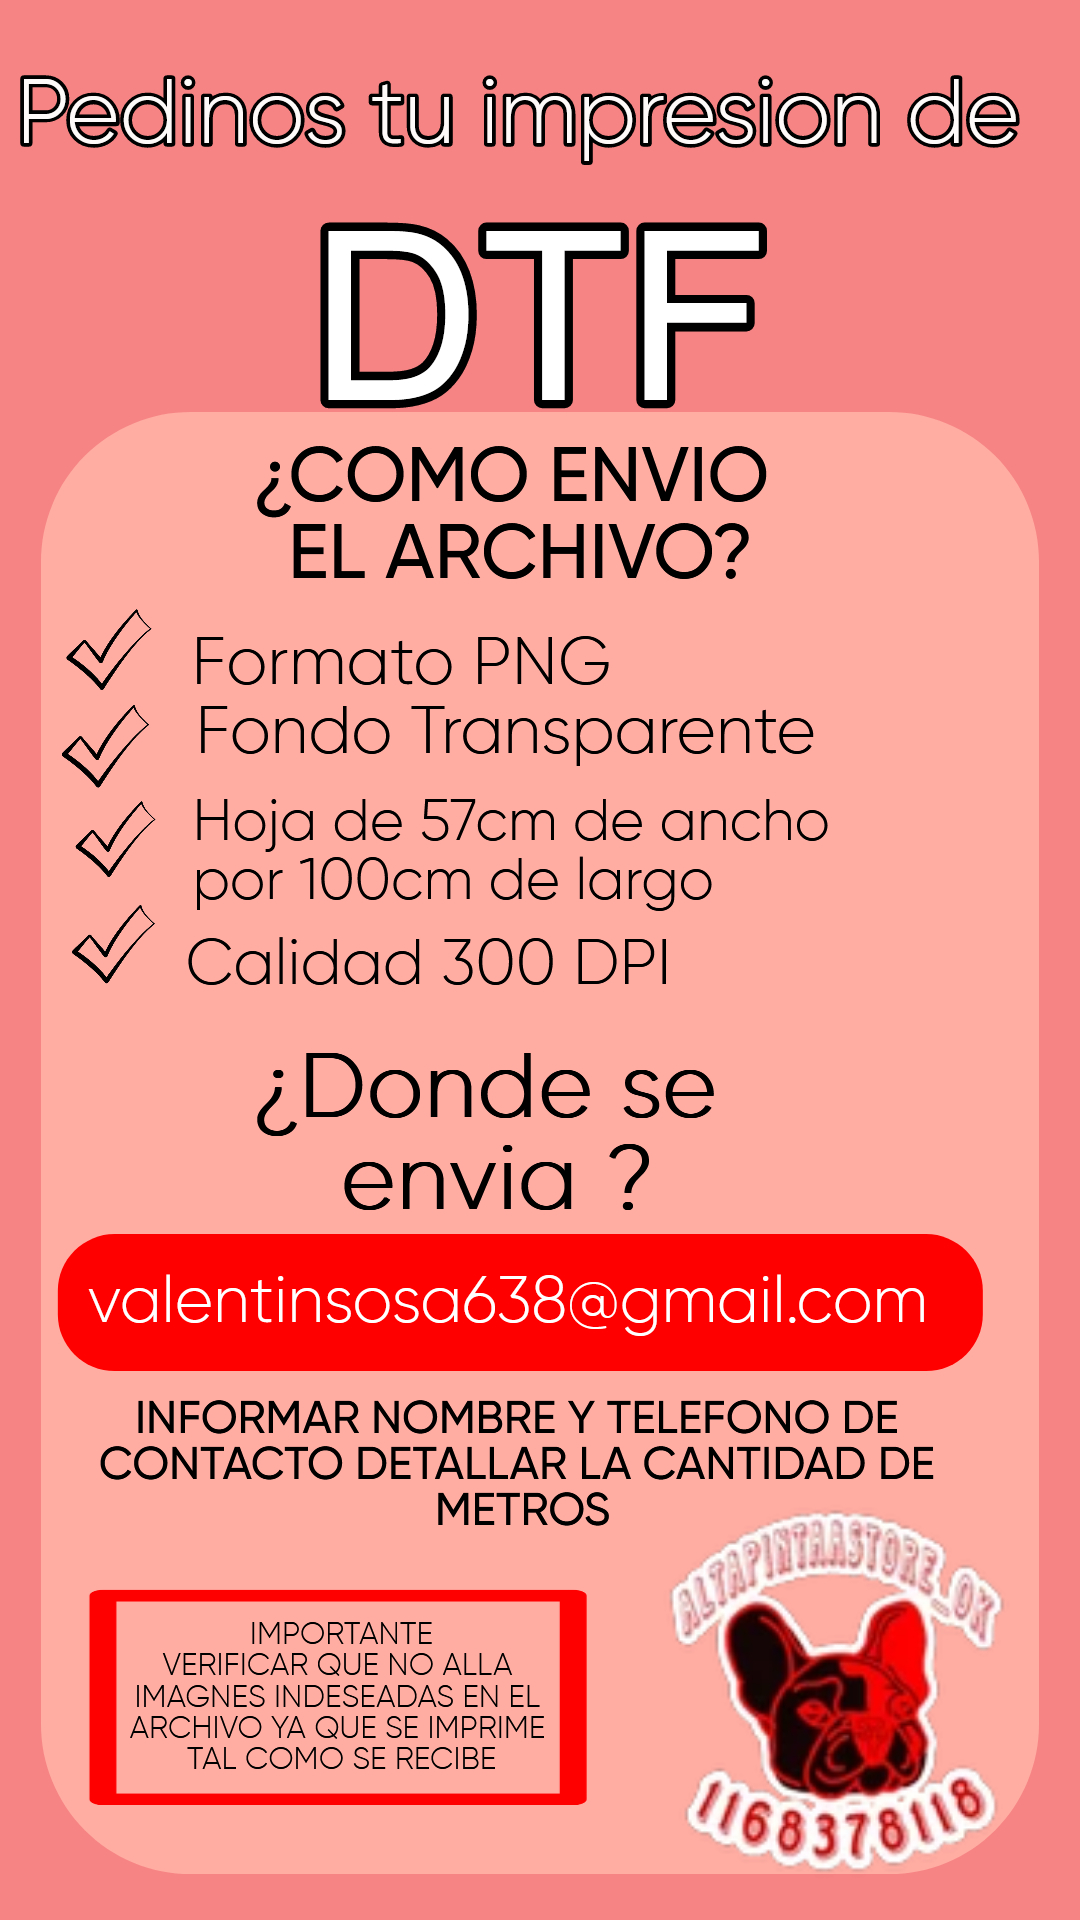 Pedinos tu impresion de
DTF
¿COMO ENVIO
EL ARCHIVO?
Formato PNG
Fondo Transparente
Hoja de 57cm de ancho
por 100cm de largo
Calidad 300 DPI
¿Donde se
envia ?
valentinsosa638@gmail.com
INFORMAR NOMBRE Y TELEFONO DE
CONTACTO DETALLAR LA CANTIDAD DE
METROS
IMPORTANTE
VERIFICAR QUE NO ALLA
IMAGNES INDESEADAS EN EL
ARCHIVO YA QUE SE IMPRIME
TAL COMO SE RECIBE
ALTAPINTAASTORE_OK
1168378118